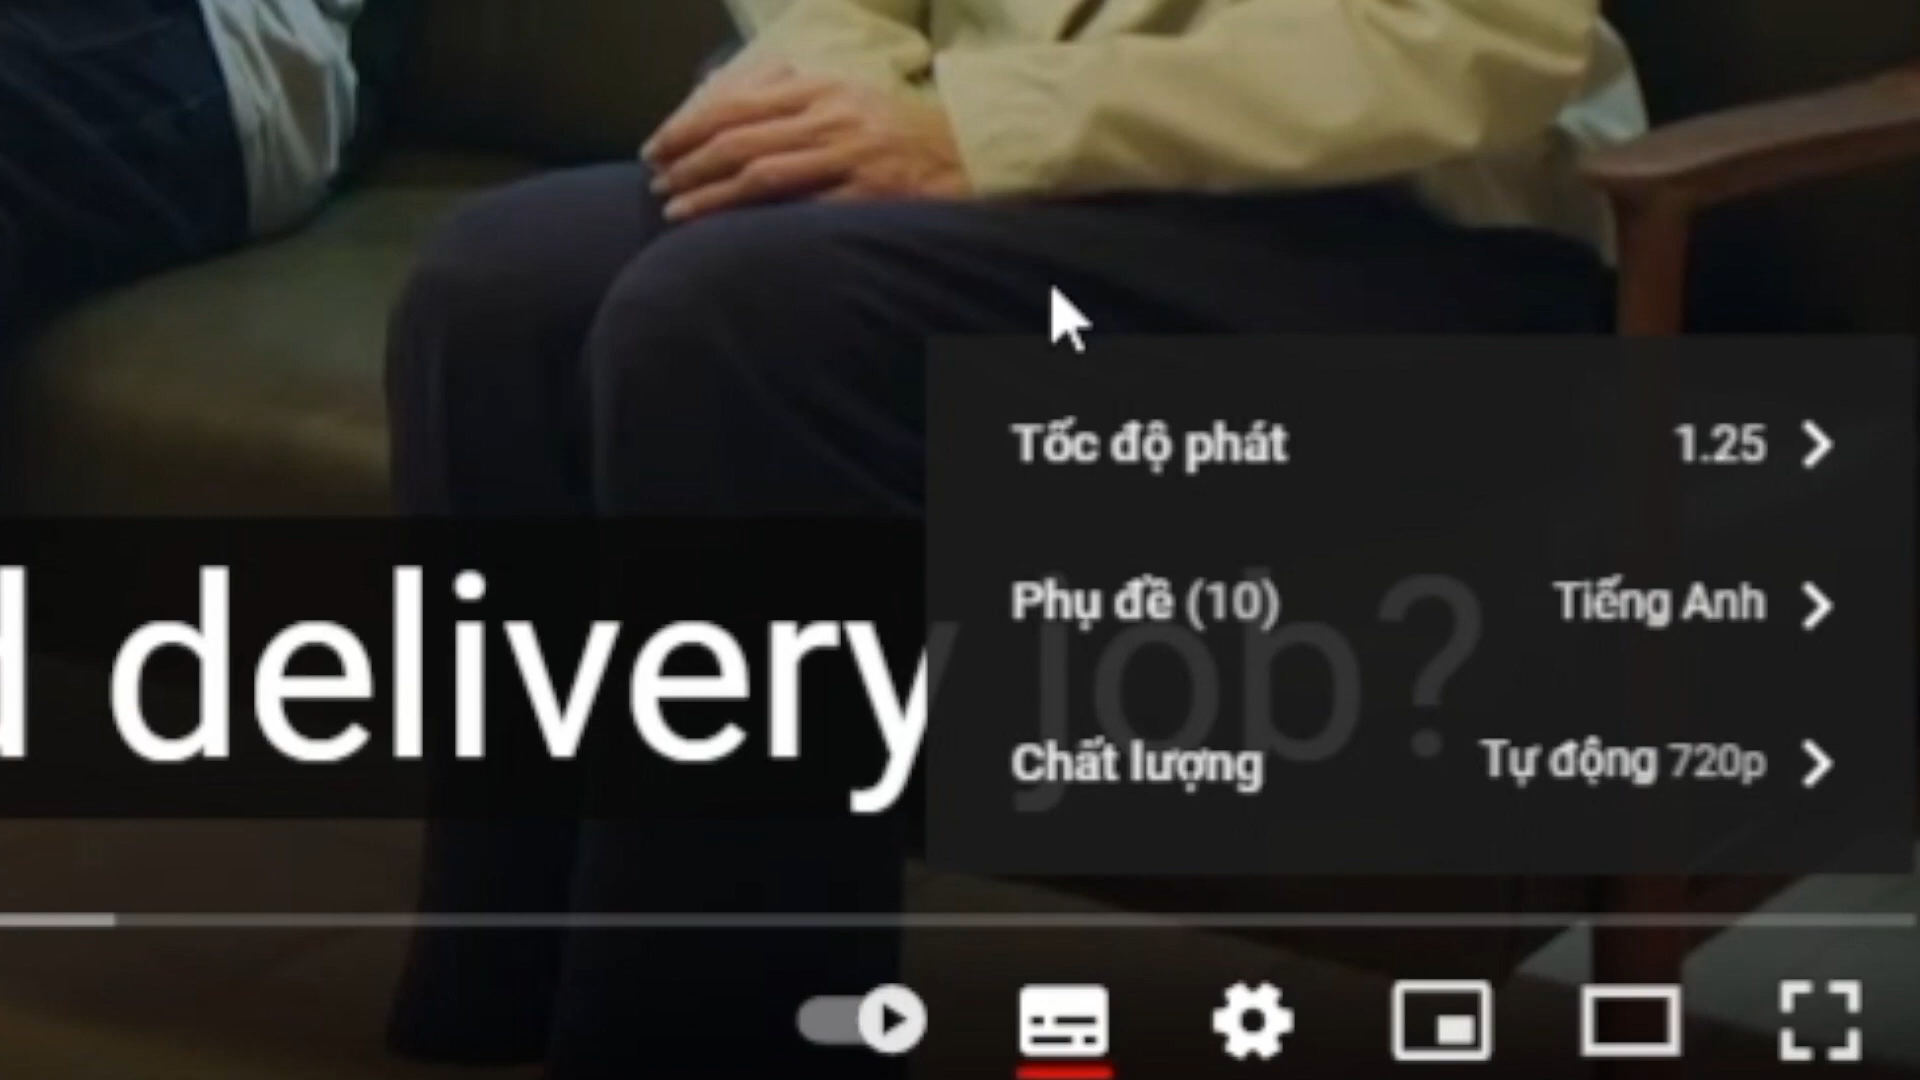 Tốc độ phát 1.25
Phụ đề (10) Tiếng Anh
delivery job?
Chất lượng Tự động 720p